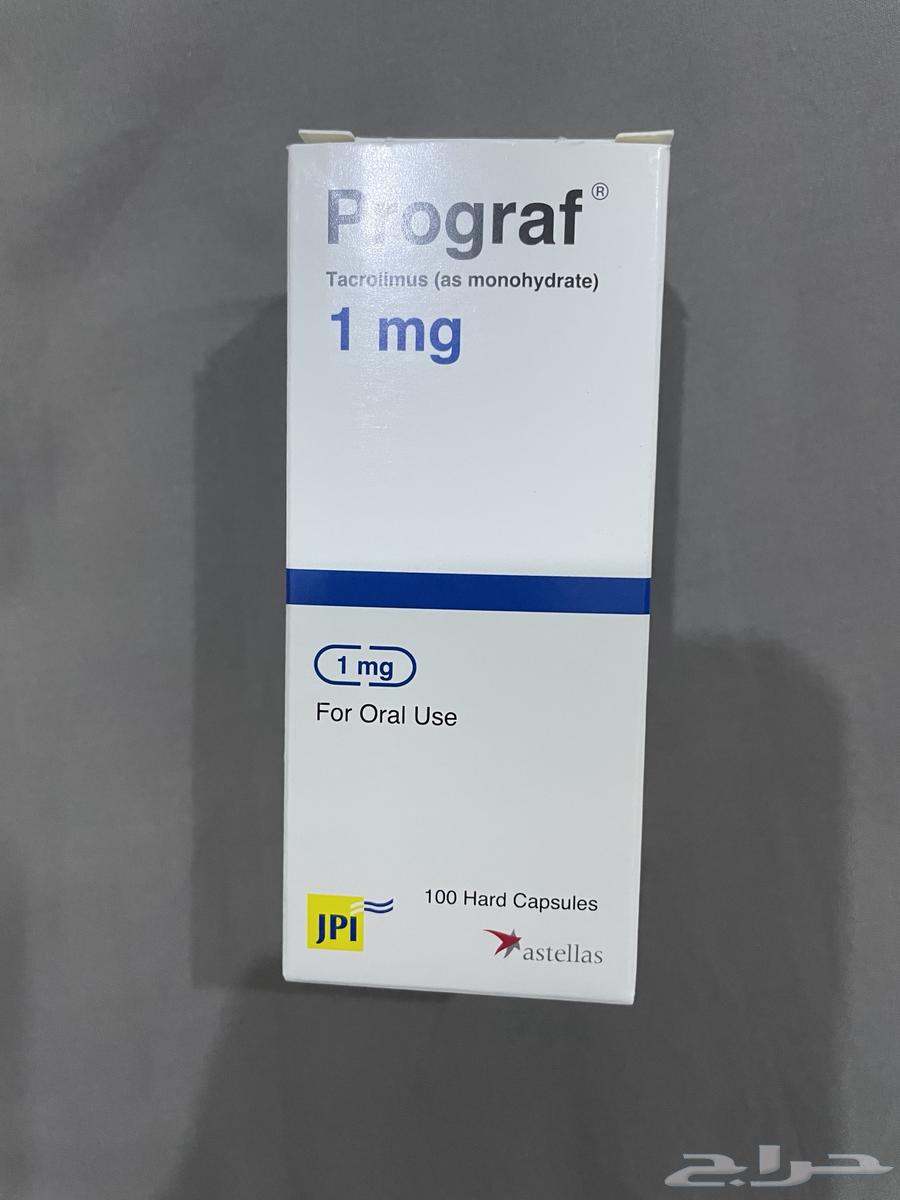 Prograf®
Tacrolimus (as monohydrate)
1 mg
1 mg
For Oral Use
100 Hard Capsules
JPI
astellas
حراج